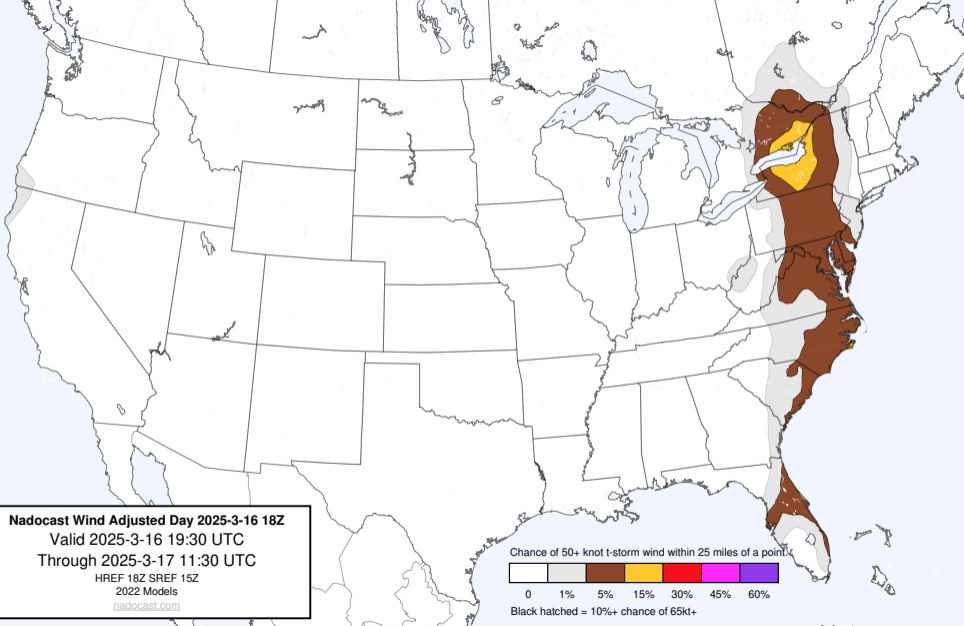 Nadocast Wind Adjusted Day 2025-3-16 18Z
Valid 2025-3-16 19:30 UTC
Through 2025-3-17 11:30 UTC
HREF 18Z SREF 15Z
2022 Models
nadocast.com
Chance of 50+ knot t-storm wind within 25 miles of a point.
0 1% 5% 15% 30% 45% 60%
Black hatched = 10%+ chance of 65kt+